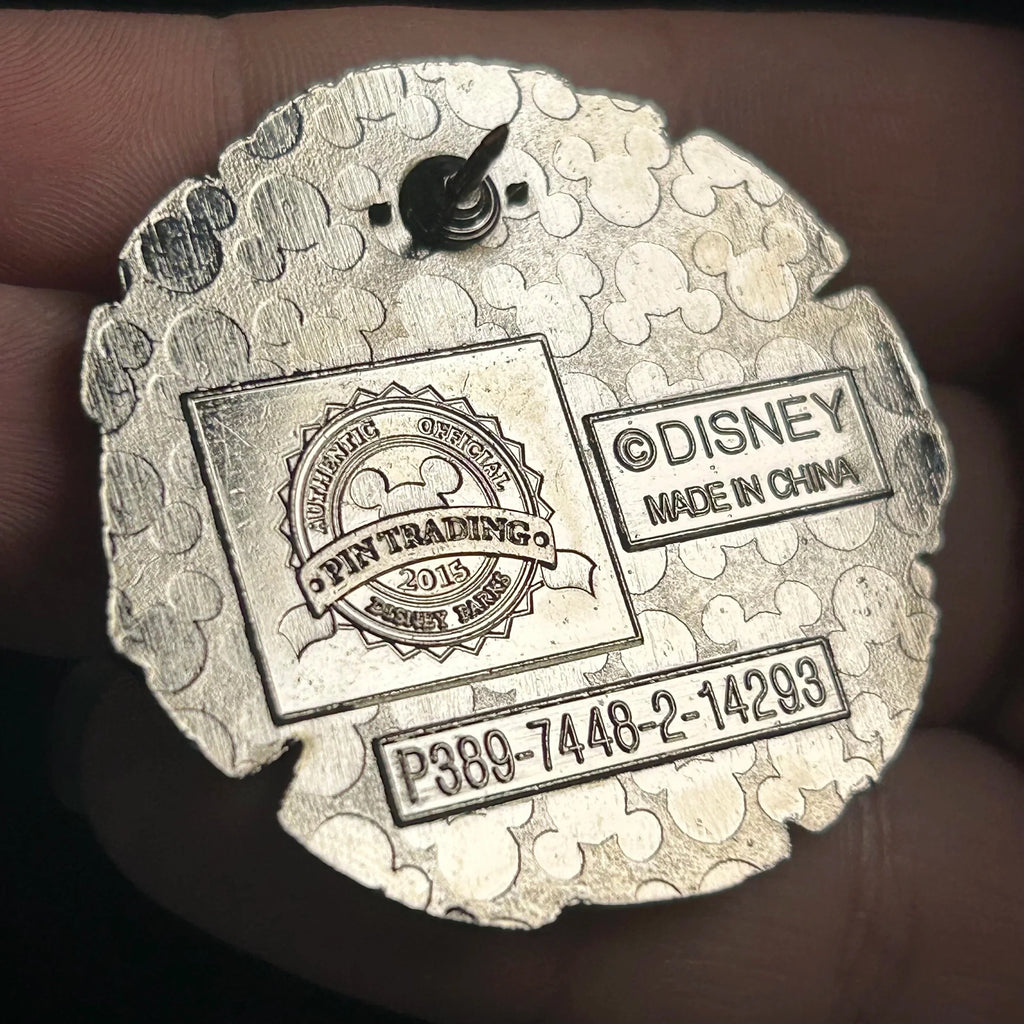 AUTHENTIC OFFICIAL
PIN TRADING
2015
DISNEY PARKS
©DISNEY
MADE IN CHINA
P389-7448-2-14293